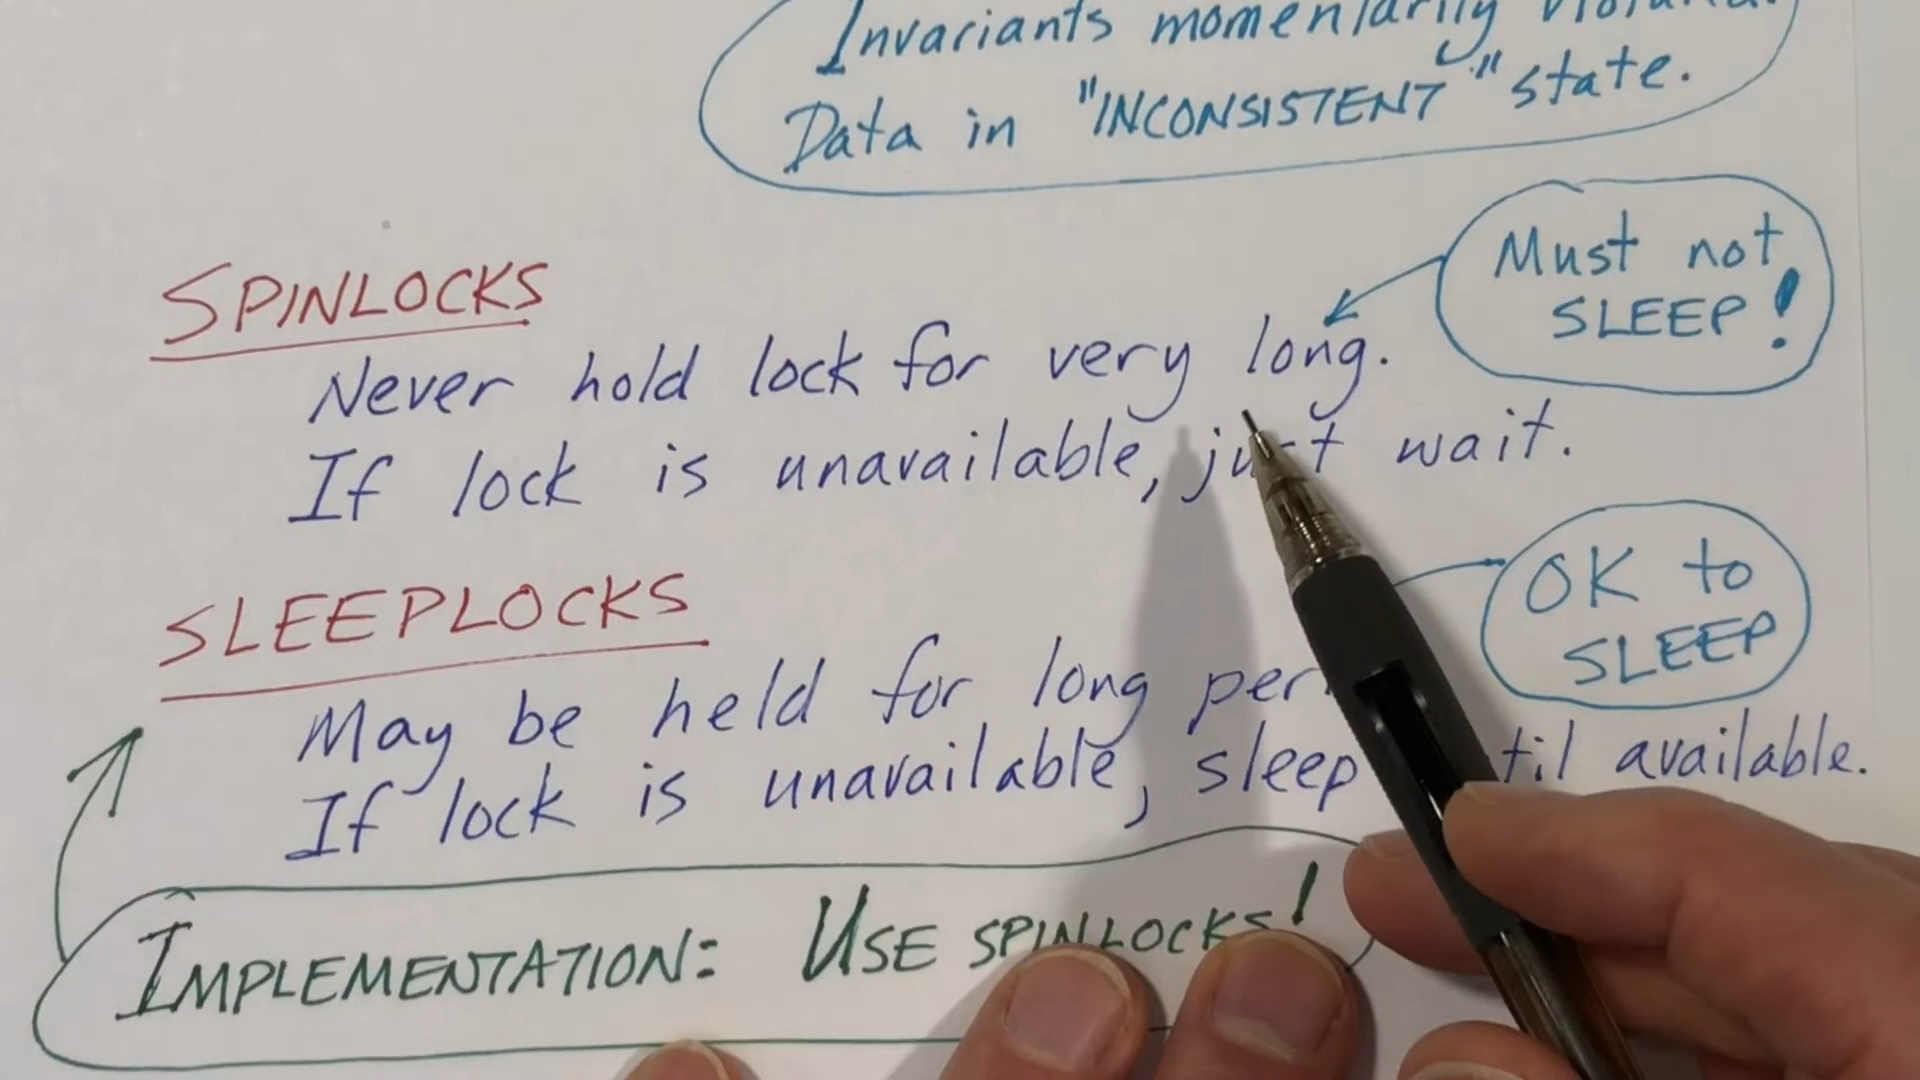 Invariants momentarily
Data in "INCONSISTENT" state.
Must not
SLEEP!
SPINLOCKS
Never hold lock for very long.
If lock is unavailable, just wait.
OK to
SLEEP
SLEEPLOCKS
May be held for long
If lock is unavailable, sleep until available.
IMPLEMENTATION: USE SPINLOCKS!